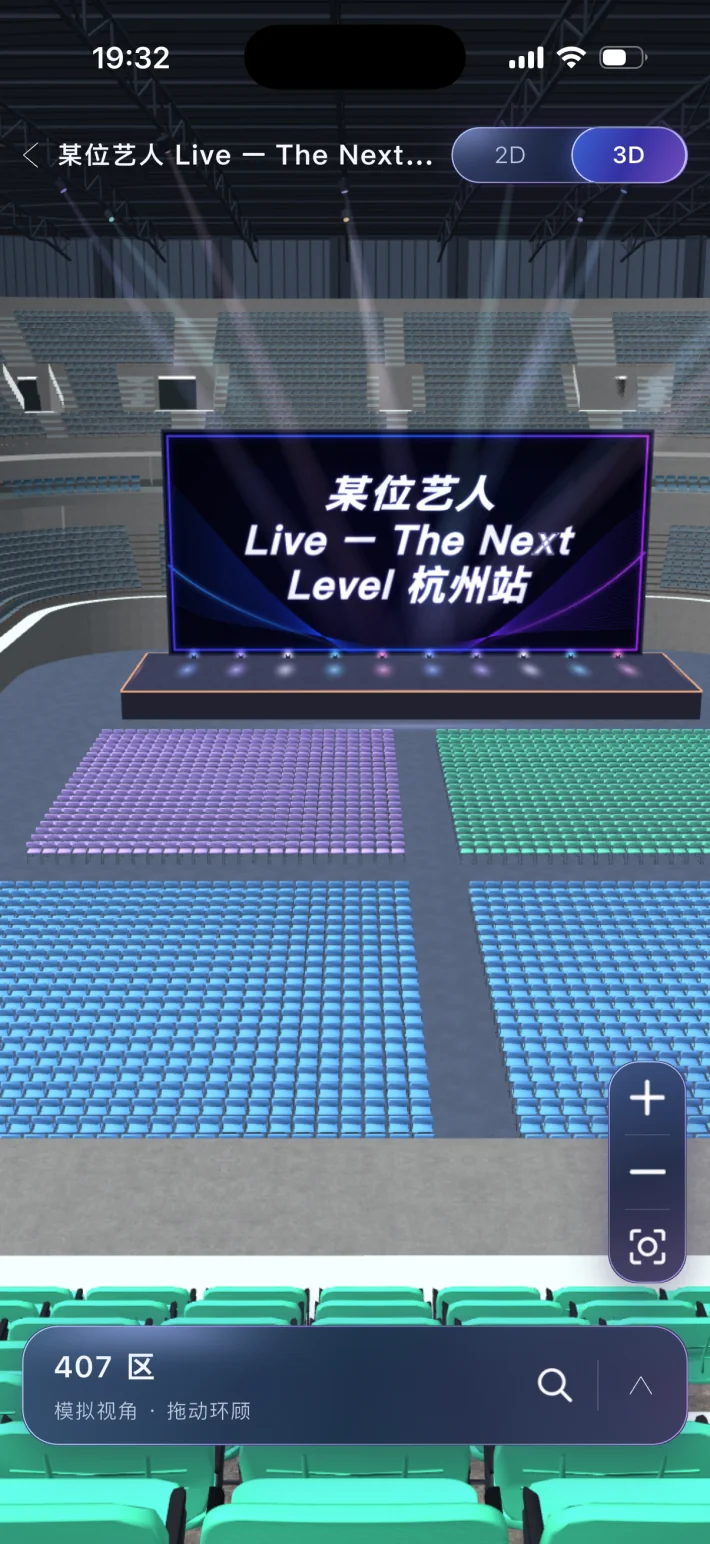 19:32
某位艺人 Live — The Next...
2D
3D
某位艺人
Live — The Next
Level 杭州站
407 区
模拟视角 · 拖动环顾